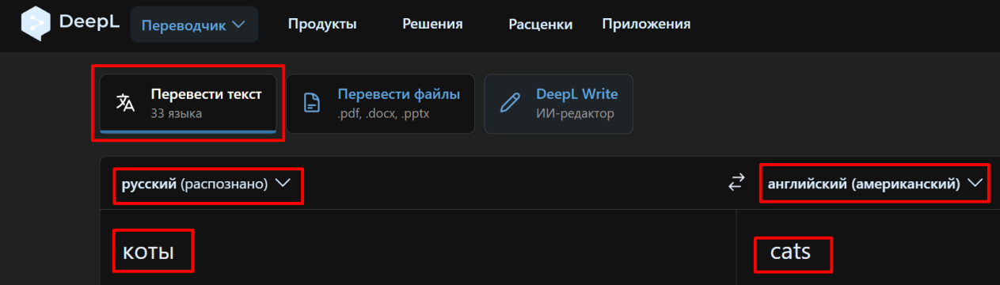 DeepL Переводчик Продукты Решения Расценки Приложения
Перевести текст Перевести файлы DeepL Write
33 языка .pdf, .docx, .pptx ИИ-редактор
русский (распознано) английский (американский)
коты cats